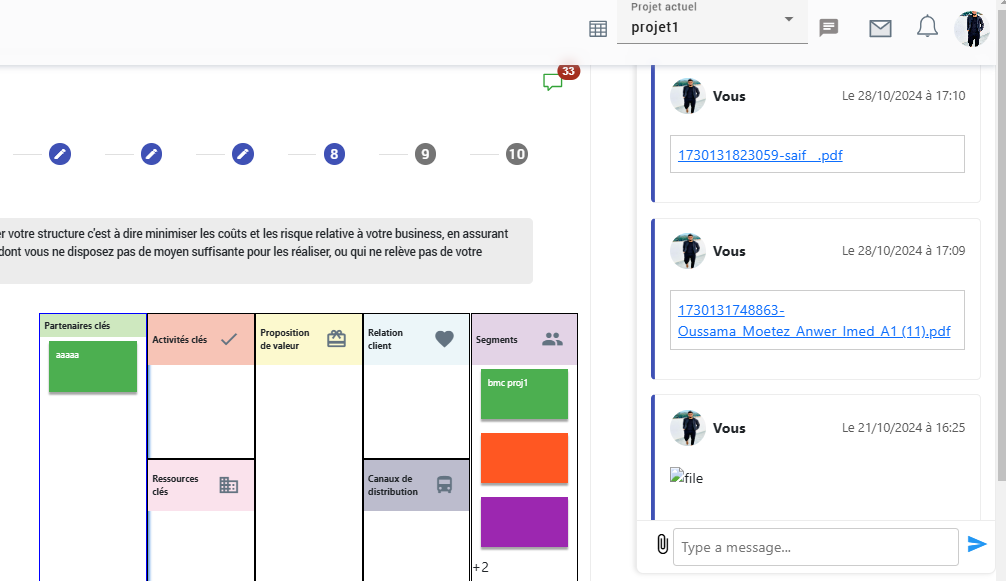 Projet actuel
projet1
33
8
9
10
er votre structure c'est à dire minimiser les coûts et les risque relative à votre business, en assurant
dont vous ne disposez pas de moyen suffisante pour les réaliser, ou qui ne relève pas de votre
Partenaires clés
aaaaa
Activités clés
Ressources
clés
Proposition
de valeur
Relation
client
Canaux de
distribution
Segments
bmc proj1
+2
Vous
Le 28/10/2024 à 17:10
1730131823059-saif__.pdf
Vous
Le 28/10/2024 à 17:09
1730131748863-
Oussama_Moetez_Anwer_Imed_A1 (11).pdf
Vous
Le 21/10/2024 à 16:25
file
Type a message...